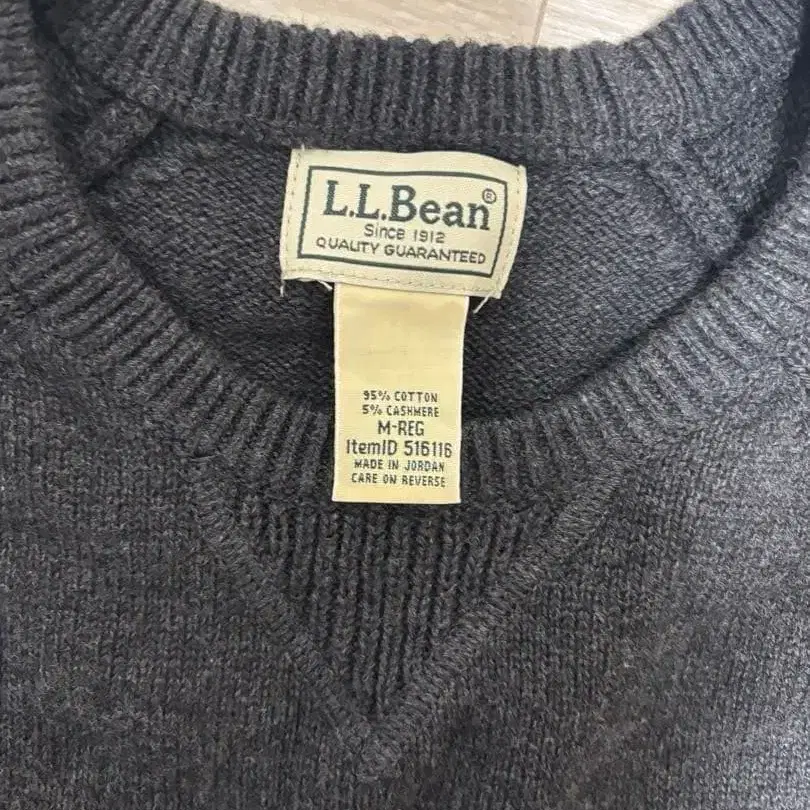 L.L.Bean®
Since 1912
QUALITY GUARANTEED
95% COTTON
5% CASHMERE
M-REG
ItemID 516116
MADE IN JORDAN
CARE ON REVERSE